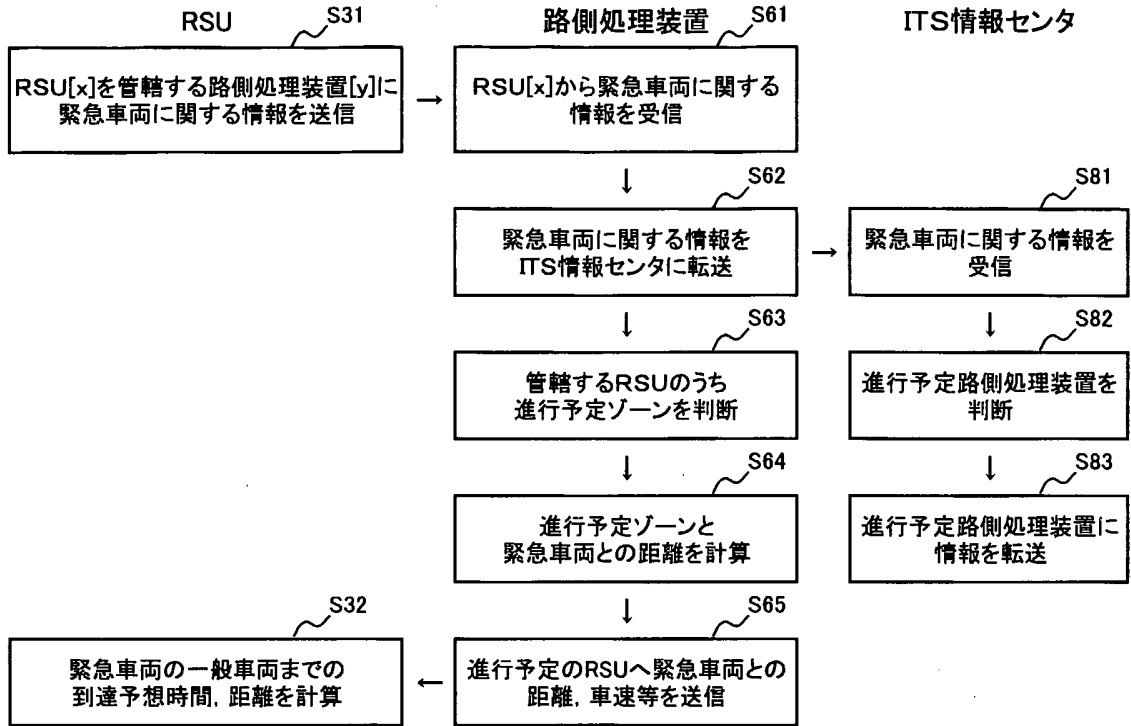 RSU
路側処理装置
ITS情報センタ
S31
S61
RSU[x]を管轄する路側処理装置[y]に
緊急車両に関する情報を送信
→
RSU[x]から緊急車両に関する
情報を受信
↓
S62
S81
緊急車両に関する情報を
ITS情報センタに転送
→
緊急車両に関する情報を
受信
↓
↓
S63
S82
管轄するRSUのうち
進行予定ゾーンを判断
進行予定路側処理装置を
判断
↓
↓
S64
S83
進行予定ゾーンと
緊急車両との距離を計算
進行予定路側処理装置に
情報を転送
↓
S32
S65
緊急車両の一般車両までの
到達予想時間, 距離を計算
←
進行予定のRSUへ緊急車両との
距離, 車速等を送信